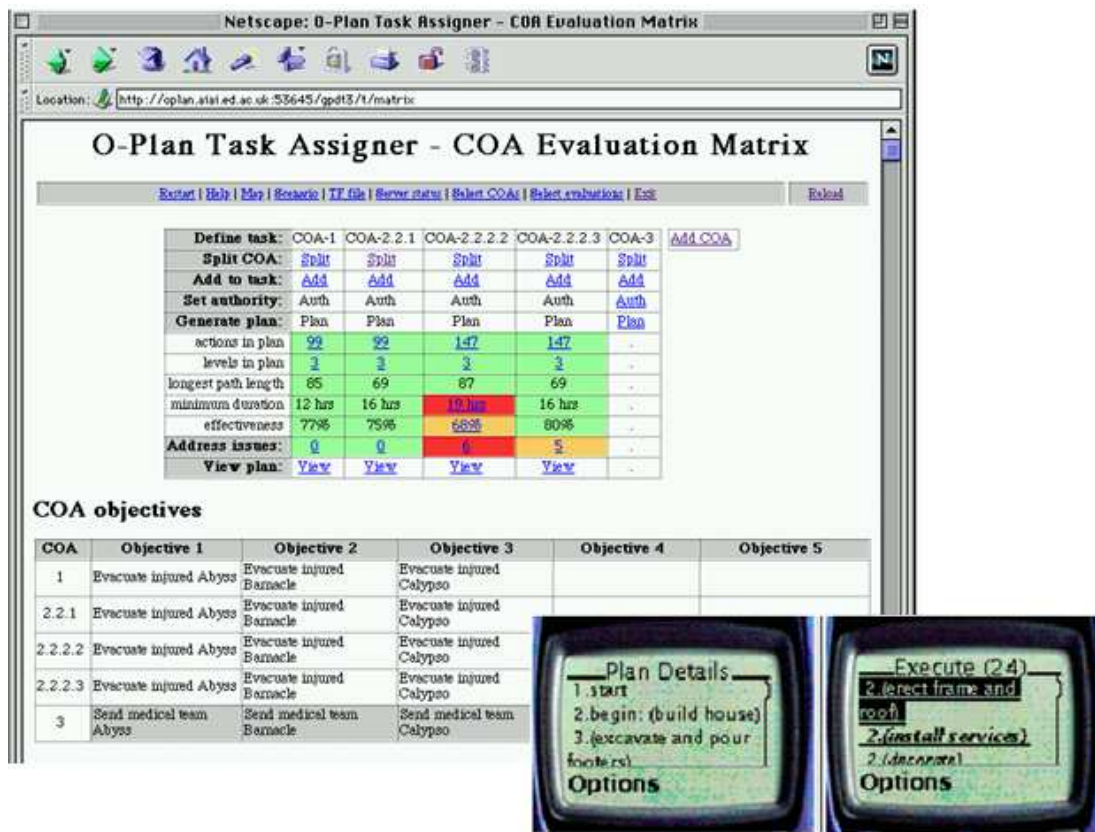 Netscape: O-Plan Task Assigner - COA Evaluation Matrix
N
Location: http://oplan.aiai.ed.ac.uk:53645/gpdt3/t/matrix
O-Plan Task Assigner - COA Evaluation Matrix
Restart | Help | Map | Scenario | TF file | Server status | Select COAs | Select evaluations | Exit Reload
Define task: COA-1 COA-2.2.1 COA-2.2.2.2 COA-2.2.2.3 COA-3 Add COA
Split COA: Split Split Split Split Split
Add to task: Add Add Add Add Add
Set authority: Auth Auth Auth Auth Auth
Generate plan: Plan Plan Plan Plan Plan
actions in plan 99 99 147 147 .
levels in plan 3 3 3 3 .
longest path length 85 69 87 69 .
minimum duration 12 hrs 16 hrs 19 hrs 16 hrs .
effectiveness 77% 75% 68% 80% .
Address issues: 0 0 6 5 .
View plan: View View View View .
COA objectives
COA Objective 1 Objective 2 Objective 3 Objective 4 Objective 5
1 Evacuate injured Abyss Evacuate injured Barnacle Evacuate injured Calypso
2.2.1 Evacuate injured Abyss Evacuate injured Barnacle Evacuate injured Calypso
2.2.2.2 Evacuate injured Abyss Evacuate injured Barnacle Evacuate injured Calypso
2.2.2.3 Evacuate injured Abyss Evacuate injured Barnacle Evacuate injured Calypso
3 Send medical team Abyss Send medical team Barnacle Send medical team Calypso
Plan Details
1.start
2.begin: (build house)
3.(excavate and pour
footers)
Options
Execute (24)
2.(erect frame and
roof)
2.(install services)
2.(decorate)
Options